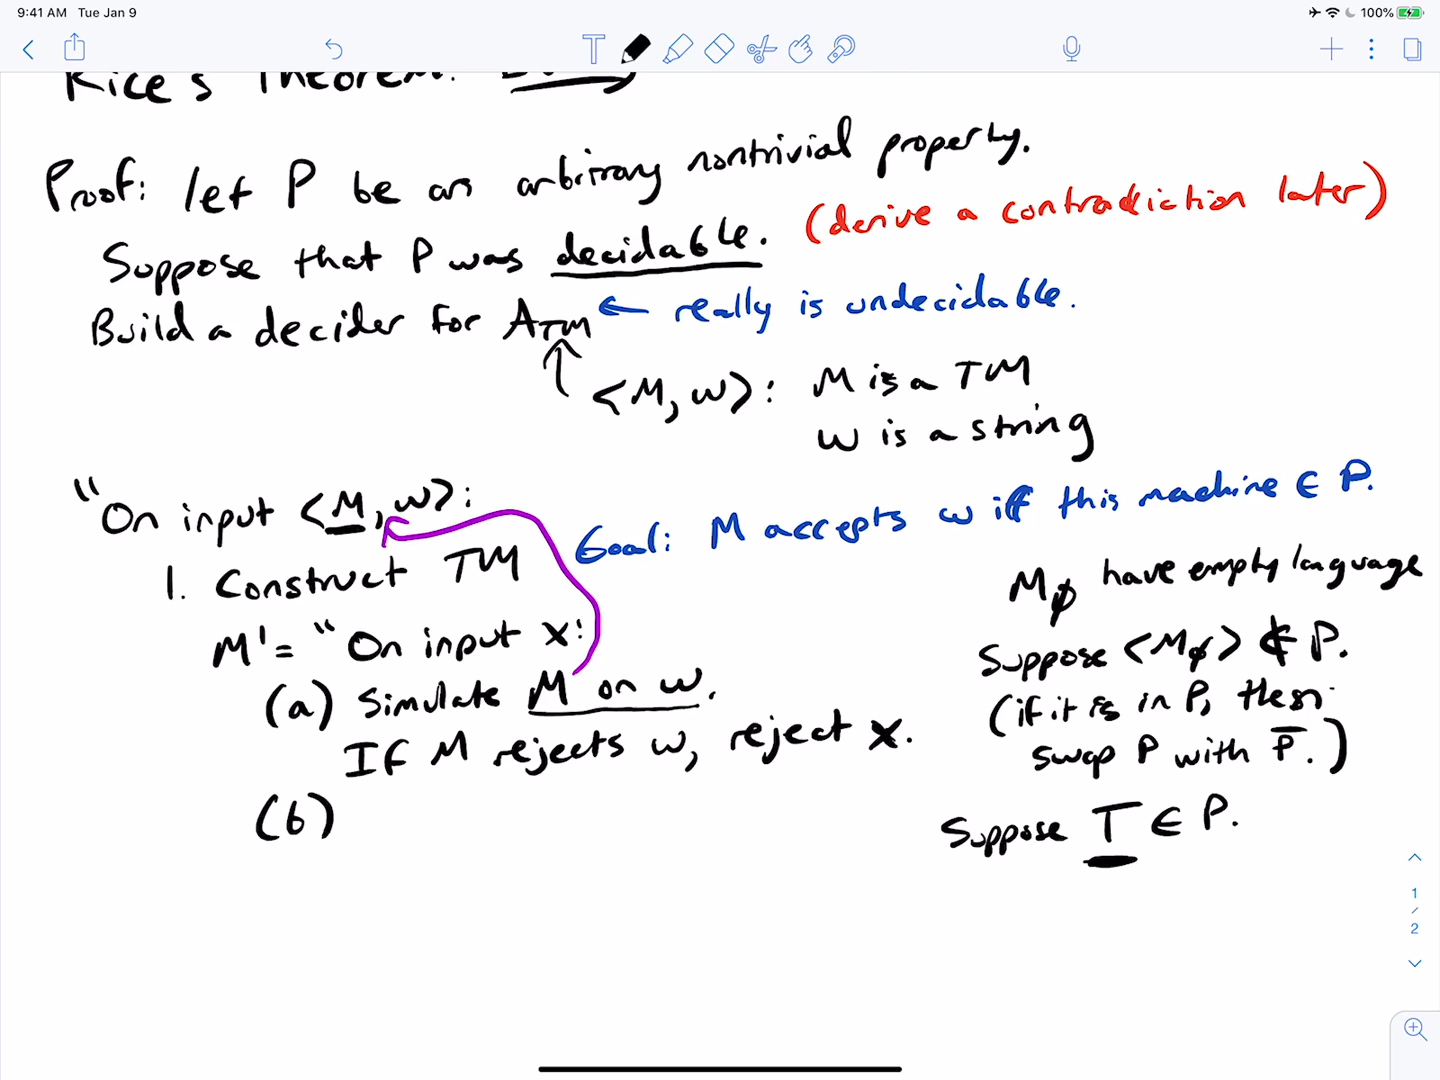 9:41 AM Tue Jan 9
100%
Rice's Theorem:
Proof: let P be an arbitrary nontrivial property.
Suppose that P was decidable. (derive a contradiction later)
Build a decider for A_TM ← really is undecidable.
<M, w>: M is a TM
w is a string
"On input <M, w>:
Goal: M accepts w iff this machine ∈ P.
1. Construct TM
M' = "On input x:
(a) Simulate M on w.
If M rejects w, reject x.
(b)
M_∅ have empty language
Suppose <M_∅> ∉ P.
(if it is in P, then
swap P with P̅.)
Suppose T ∈ P.
1
/
2